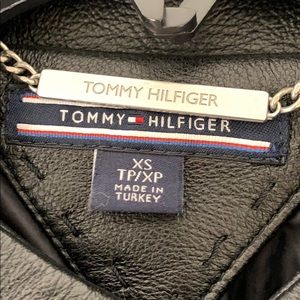 TOMMY HILFIGER
TOMMY HILFIGER
XS
TP/XP
MADE IN
TURKEY